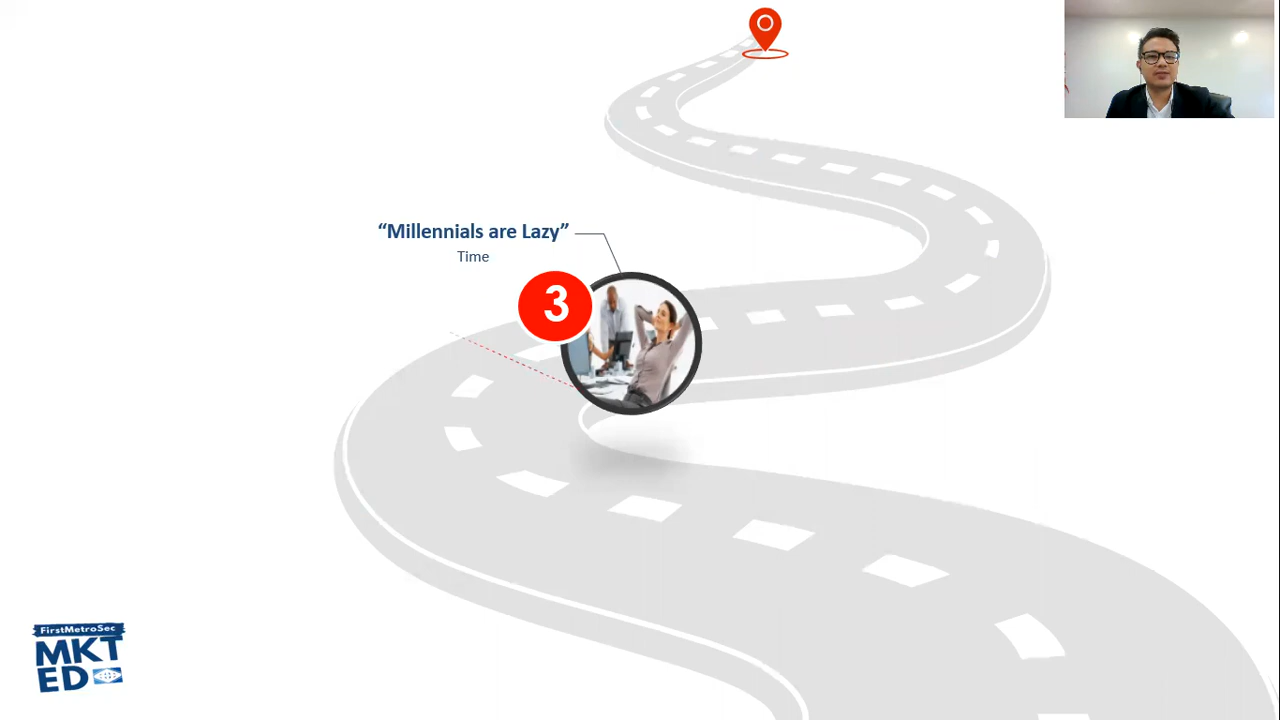 “Millennials are Lazy”
Time
3
FirstMetroSec
MKT
ED